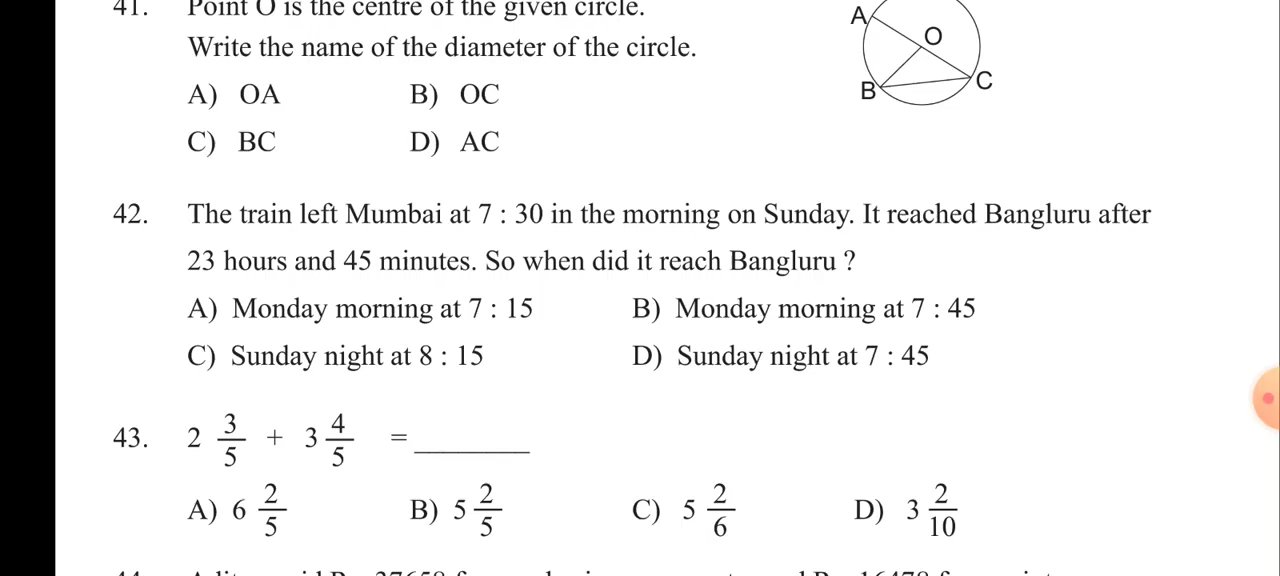 41. Point O is the centre of the given circle.
Write the name of the diameter of the circle.
A) OA B) OC
C) BC D) AC
A
O
B
C
42. The train left Mumbai at 7 : 30 in the morning on Sunday. It reached Bangluru after
23 hours and 45 minutes. So when did it reach Bangluru ?
A) Monday morning at 7 : 15 B) Monday morning at 7 : 45
C) Sunday night at 8 : 15 D) Sunday night at 7 : 45
43. 2 3/5 + 3 4/5 = ________
A) 6 2/5 B) 5 2/5 C) 5 2/6 D) 3 2/10